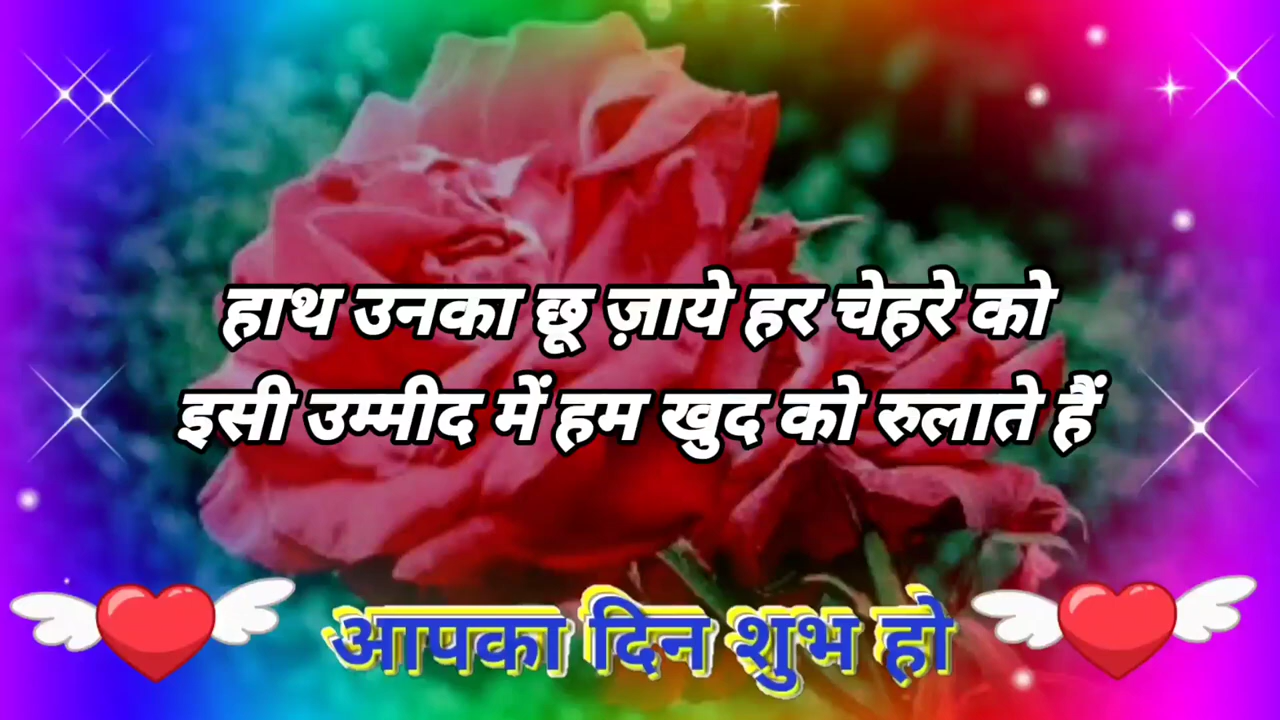 हाथ उनका छू ज़ाये हर चेहरे को
इसी उम्मीद में हम खुद को रुलाते हैं
आपका दिन शुभ हो